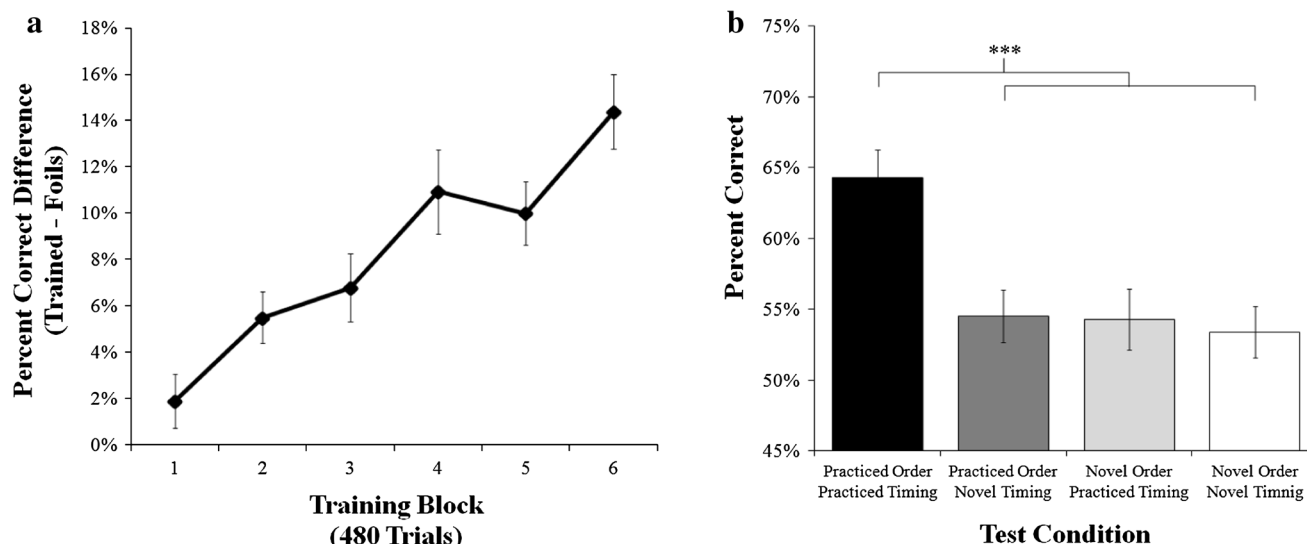 a
18%
16%
14%
12%
10%
8%
6%
4%
2%
0%
Percent Correct Difference
(Trained - Foils)
1 2 3 4 5 6
Training Block
(480 Trials)
b
75%
70%
65%
60%
55%
50%
45%
Percent Correct
***
Practiced Order Practiced Order Novel Order Novel Order
Practiced Timing Novel Timing Practiced Timing Novel Timnig
Test Condition